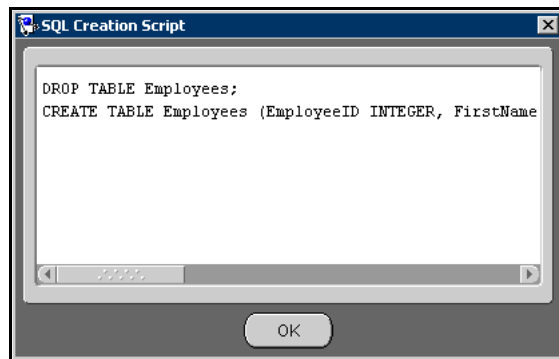 SQL Creation Script
DROP TABLE Employees;
CREATE TABLE Employees (EmployeeID INTEGER, FirstName
OK